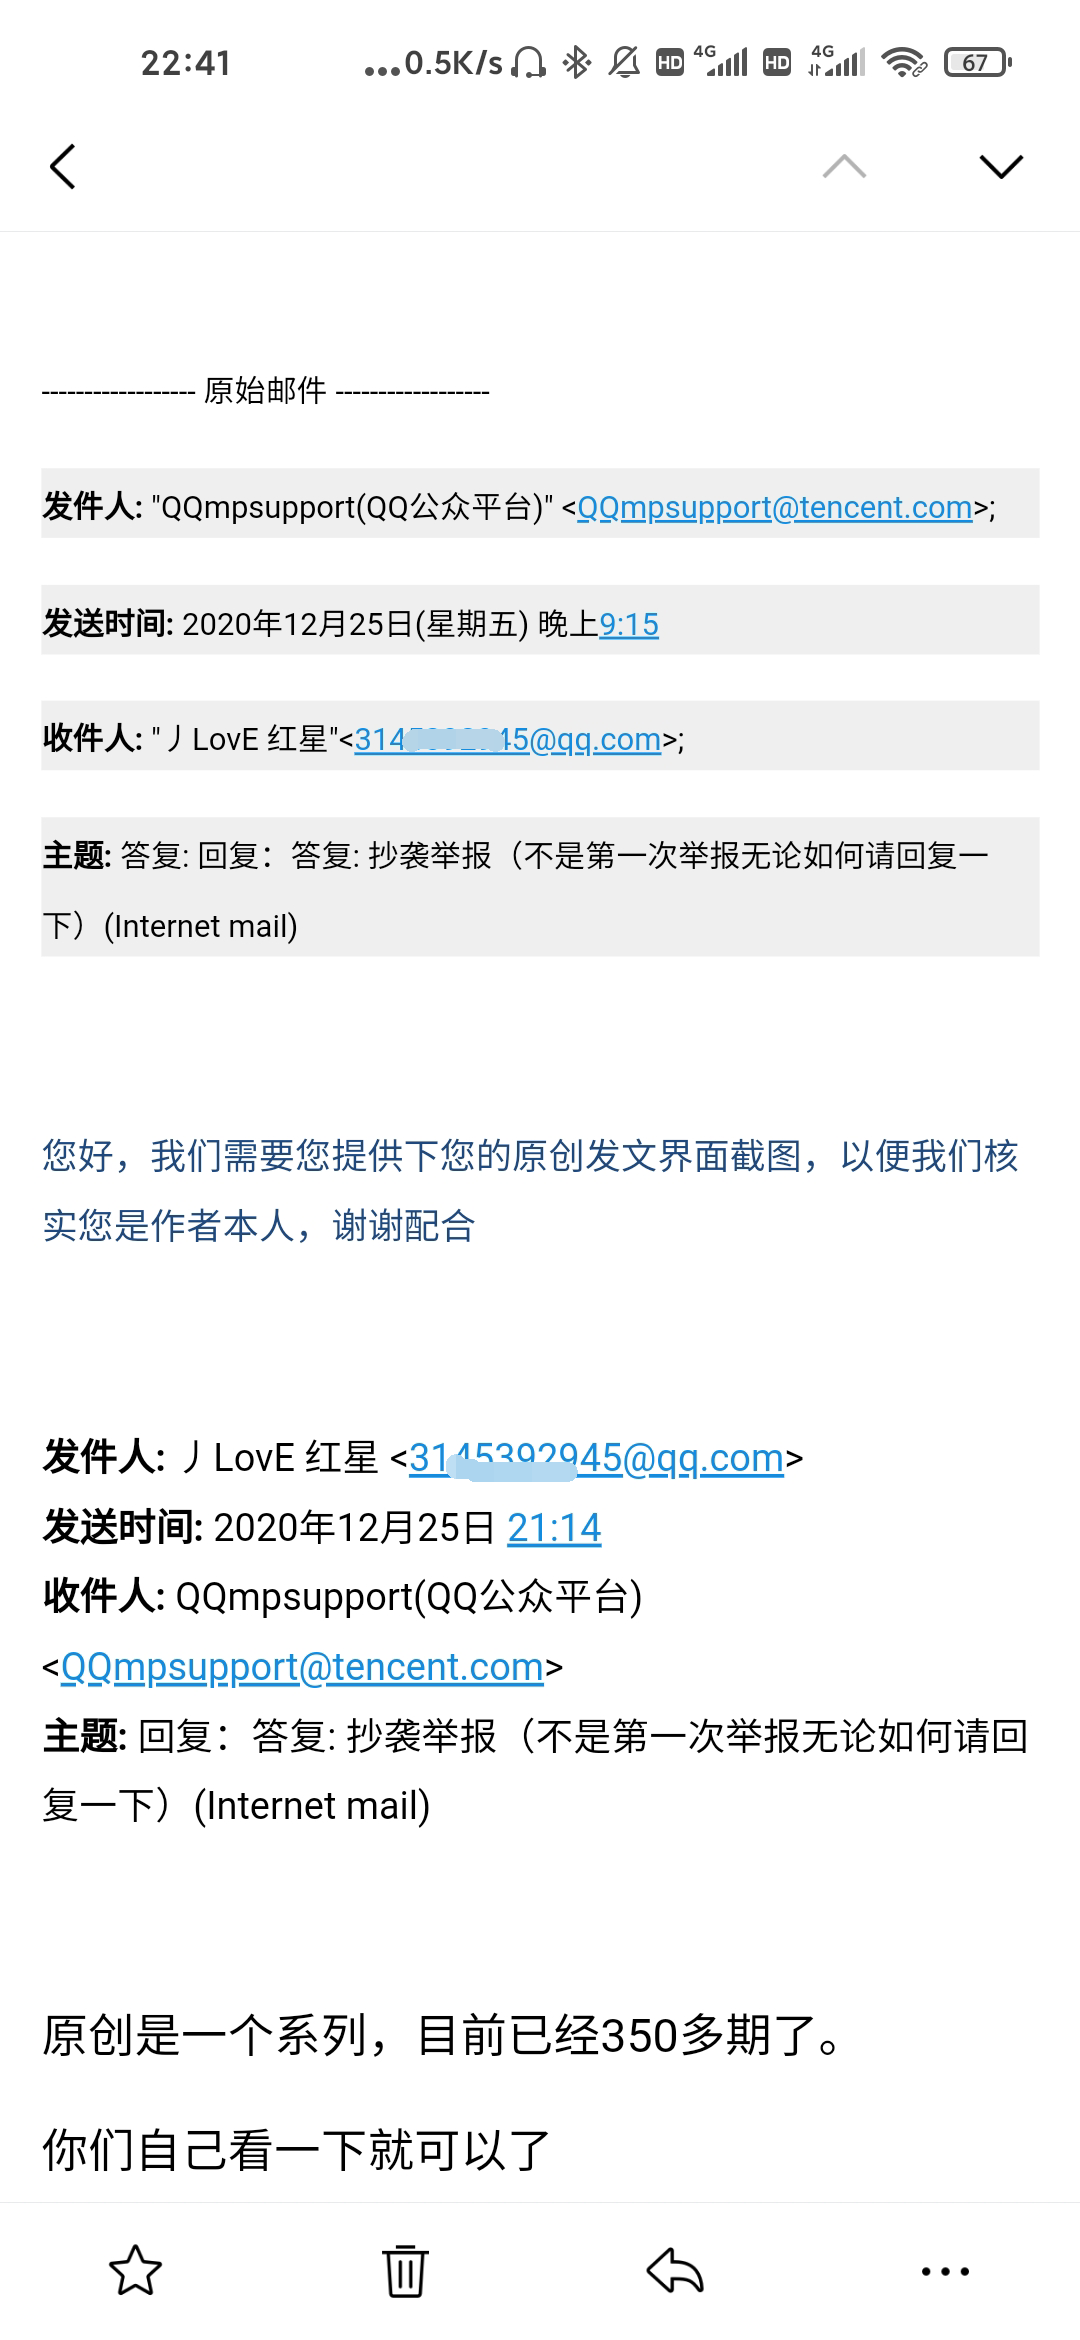 22:41
...0.5K/s HD 4G HD 4G 67
------------------ 原始邮件 ------------------
发件人: "QQmpsupport(QQ公众平台)" <QQmpsupport@tencent.com>;
发送时间: 2020年12月25日(星期五) 晚上9:15
收件人: "丿LovE 红星"<314 45@qq.com>;
主题: 答复: 回复：答复: 抄袭举报（不是第一次举报无论如何请回复一
下）(Internet mail)
您好，我们需要您提供下您的原创发文界面截图，以便我们核
实您是作者本人，谢谢配合
发件人: 丿LovE 红星 <31 45@qq.com>
发送时间: 2020年12月25日 21:14
收件人: QQmpsupport(QQ公众平台)
<QQmpsupport@tencent.com>
主题: 回复：答复: 抄袭举报（不是第一次举报无论如何请回
复一下）(Internet mail)
原创是一个系列，目前已经350多期了。
你们自己看一下就可以了